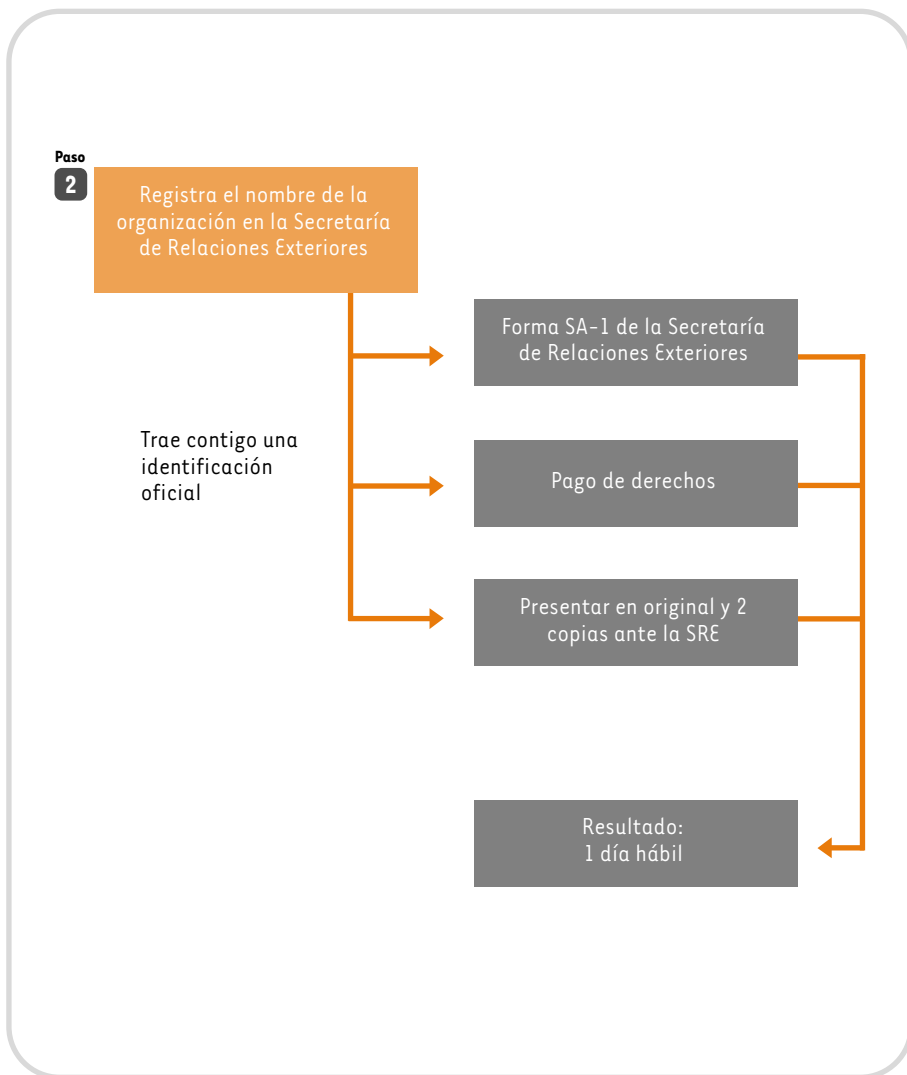 Paso
2
Registra el nombre de la
organización en la Secretaría
de Relaciones Exteriores
Forma SA-1 de la Secretaría
de Relaciones Exteriores
Trae contigo una
identificación
oficial
Pago de derechos
Presentar en original y 2
copias ante la SRE
Resultado:
1 día hábil